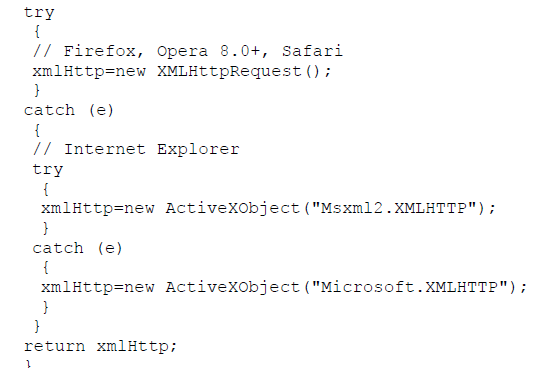 try
{
// Firefox, Opera 8.0+, Safari
xmlHttp=new XMLHttpRequest();
}
catch (e)
{
// Internet Explorer
try
{
xmlHttp=new ActiveXObject("Msxml2.XMLHTTP");
}
catch (e)
{
xmlHttp=new ActiveXObject("Microsoft.XMLHTTP");
}
}
return xmlHttp;
}